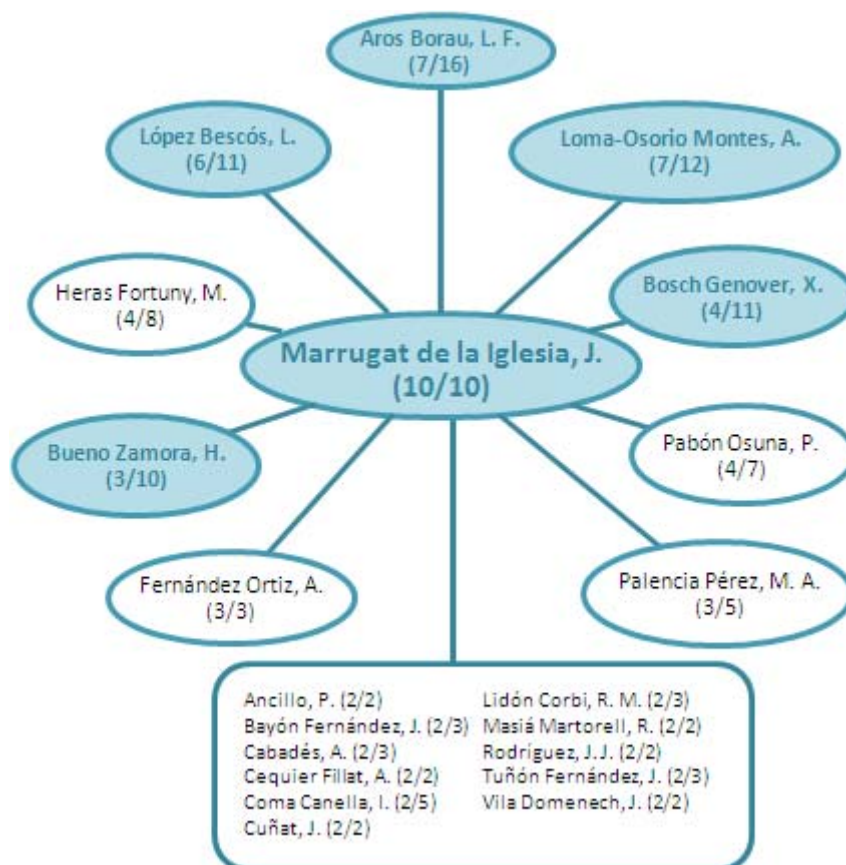 Aros Borau, L. F.
(7/16)
López Bescós, L.
(6/11)
Loma-Osorio Montes, A.
(7/12)
Heras Fortuny, M.
(4/8)
Bosch Genover, X.
(4/11)
Marrugat de la Iglesia, J.
(10/10)
Bueno Zamora, H.
(3/10)
Pabón Osuna, P.
(4/7)
Fernández Ortiz, A.
(3/3)
Palencia Pérez, M. A.
(3/5)
Ancillo, P. (2/2)
Bayón Fernández, J. (2/3)
Cabadés, A. (2/3)
Cequier Fillat, A. (2/2)
Coma Canella, I. (2/5)
Cuñat, J. (2/2)
Lidón Corbi, R. M. (2/3)
Masiá Martorell, R. (2/2)
Rodríguez, J.J. (2/2)
Tuñón Fernández, J. (2/3)
Vila Domenech, J. (2/2)